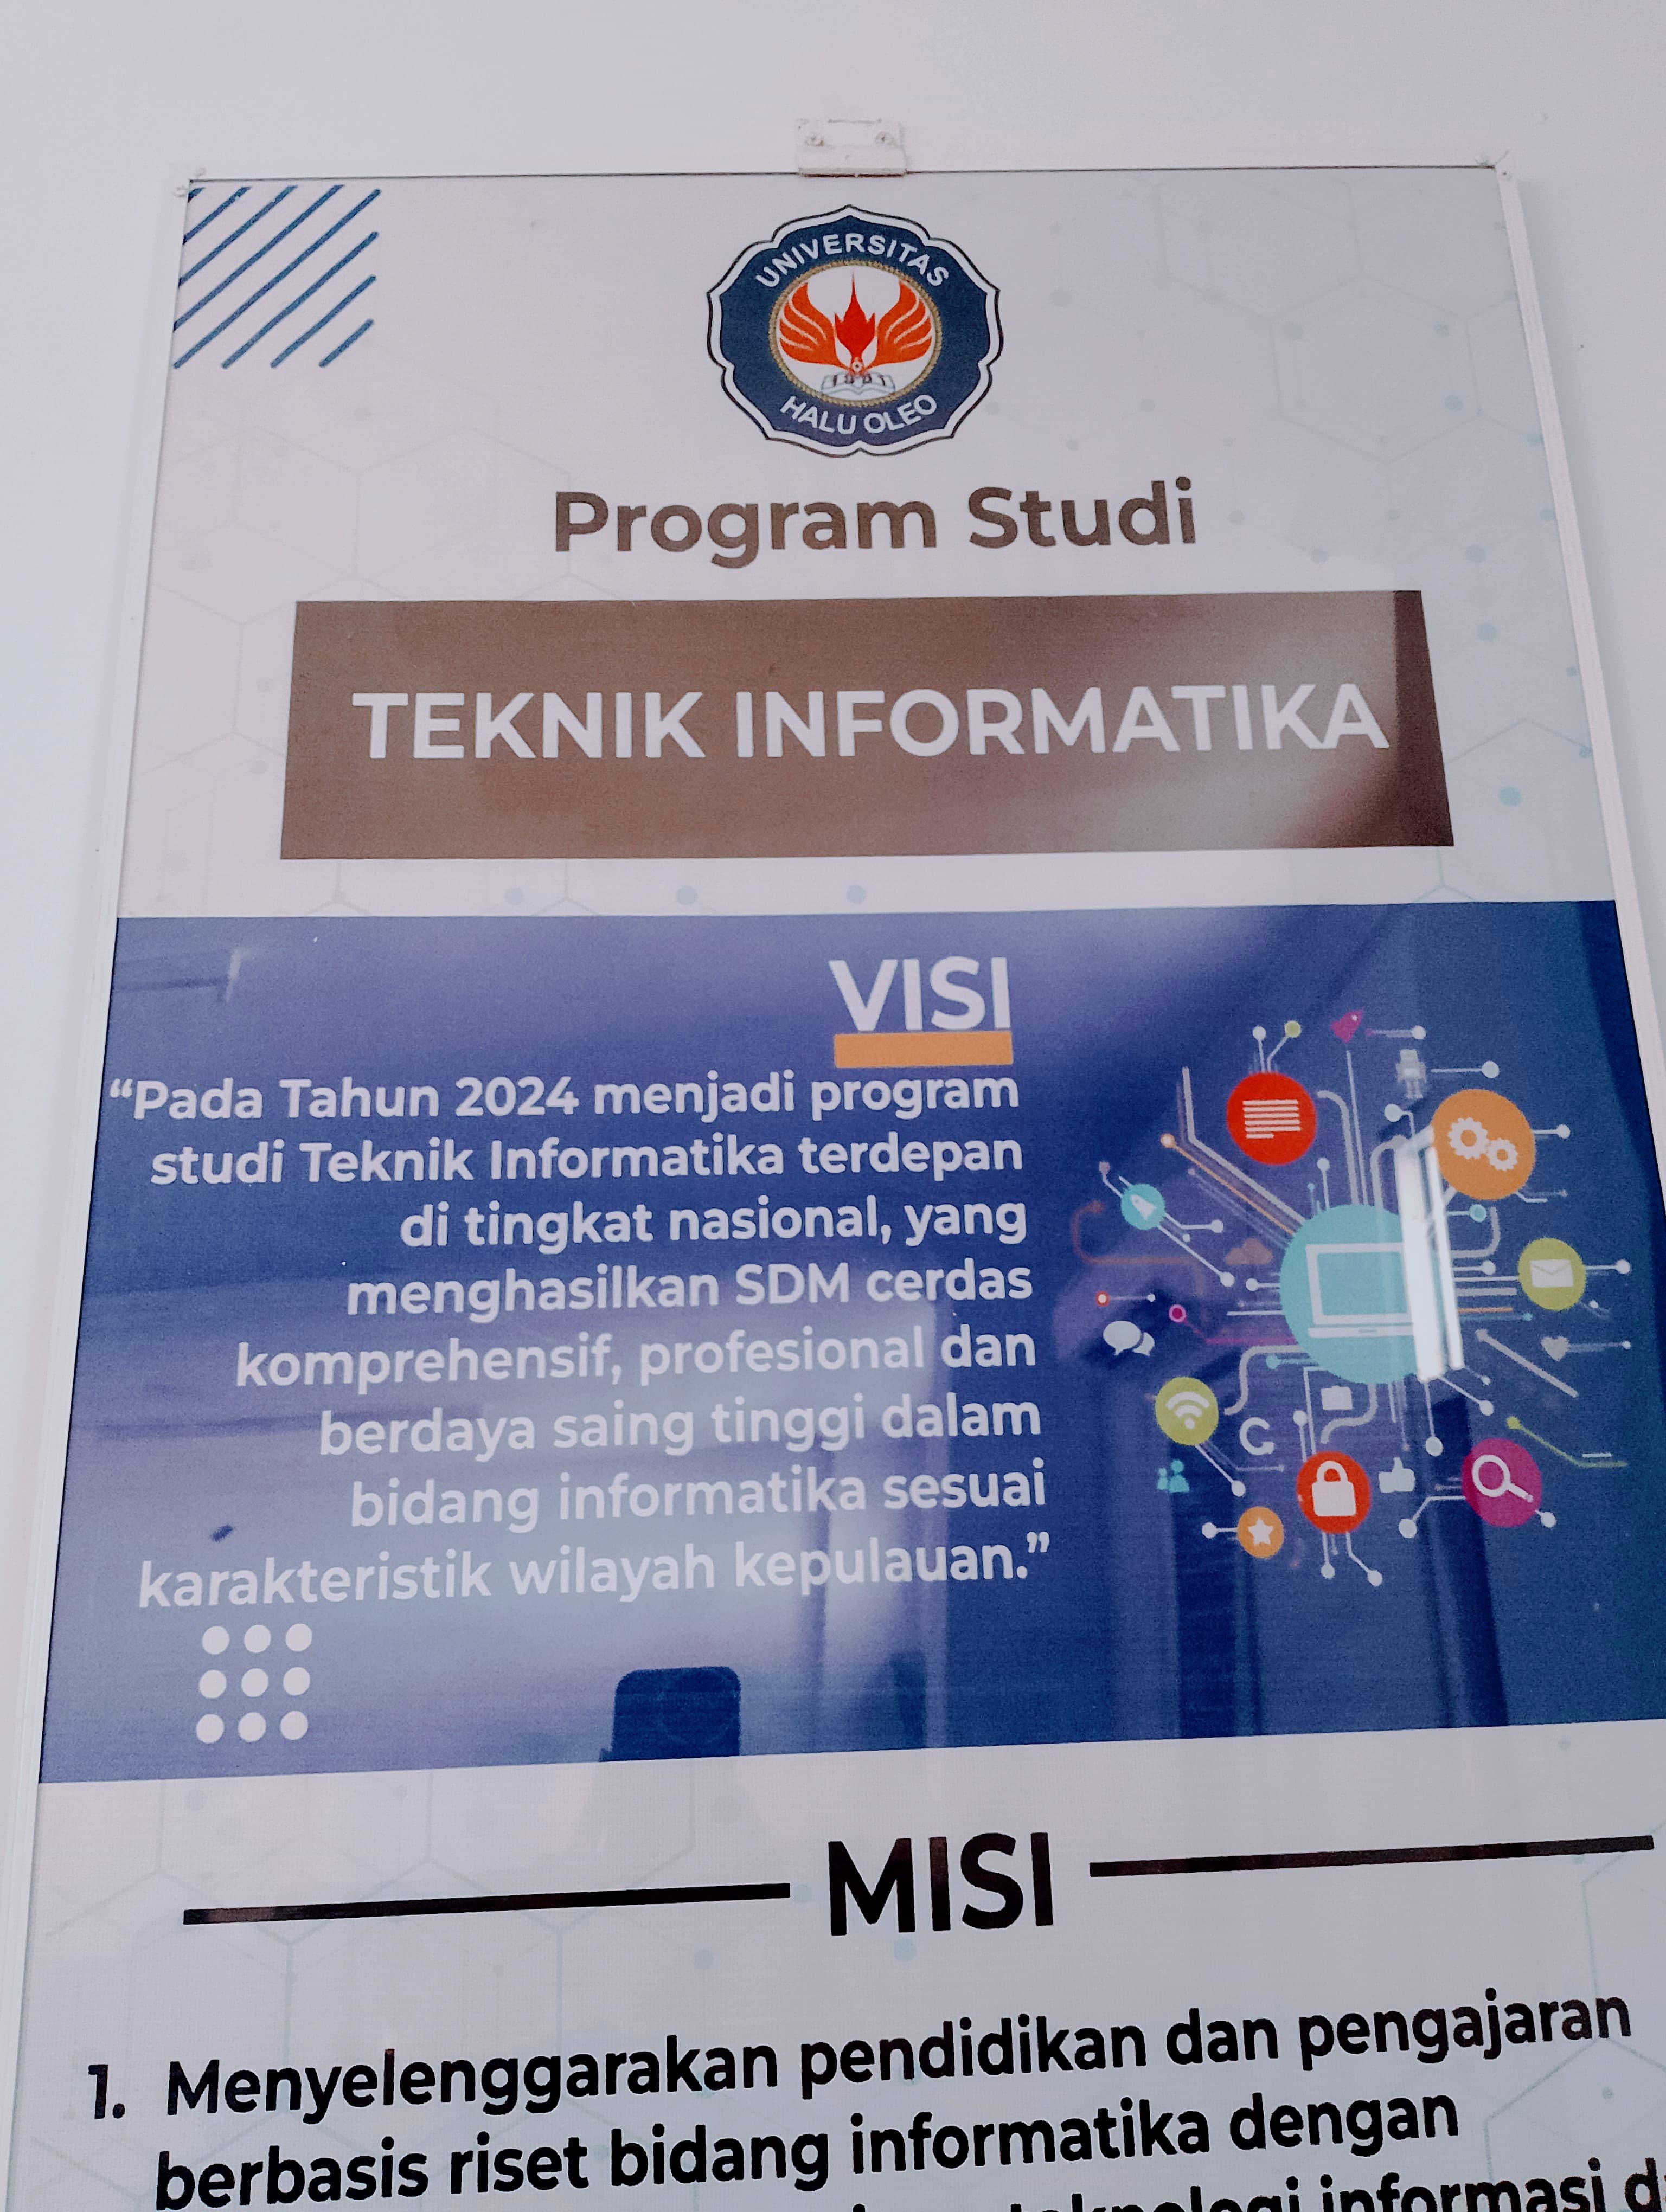 UNIVERSITAS
HALU OLEO
Program Studi
TEKNIK INFORMATIKA
VISI
“Pada Tahun 2024 menjadi program
studi Teknik Informatika terdepan
di tingkat nasional, yang
menghasilkan SDM cerdas
komprehensif, profesional dan
berdaya saing tinggi dalam
bidang informatika sesuai
karakteristik wilayah kepulauan.”
MISI
1. Menyelenggarakan pendidikan dan pengajaran
berbasis riset bidang informatika dengan
teknologi informasi